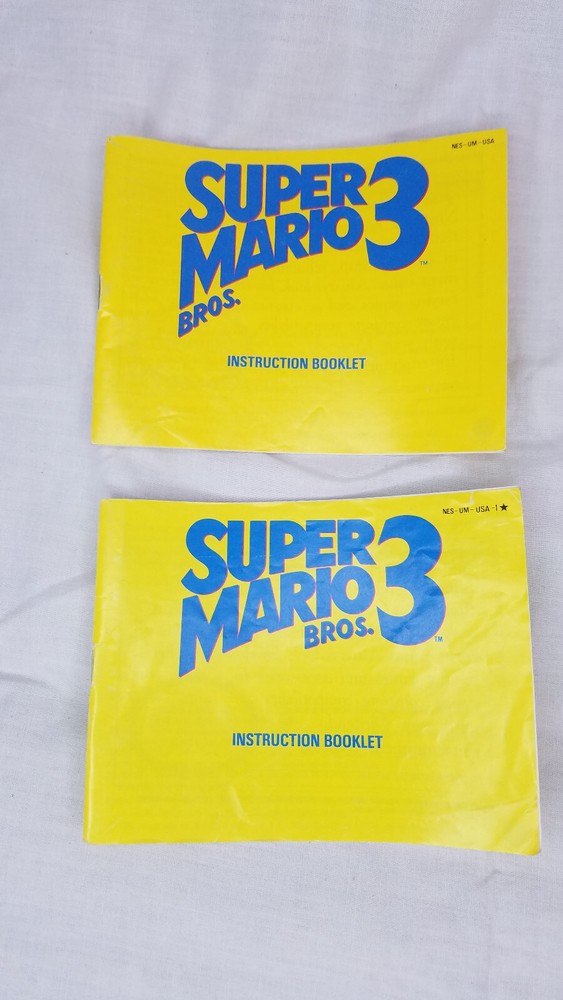 NES-UM-USA
SUPER
MARIO 3
BROS.
TM
INSTRUCTION BOOKLET
NES-UM-USA-1★
SUPER
MARIO 3
BROS.
TM
INSTRUCTION BOOKLET